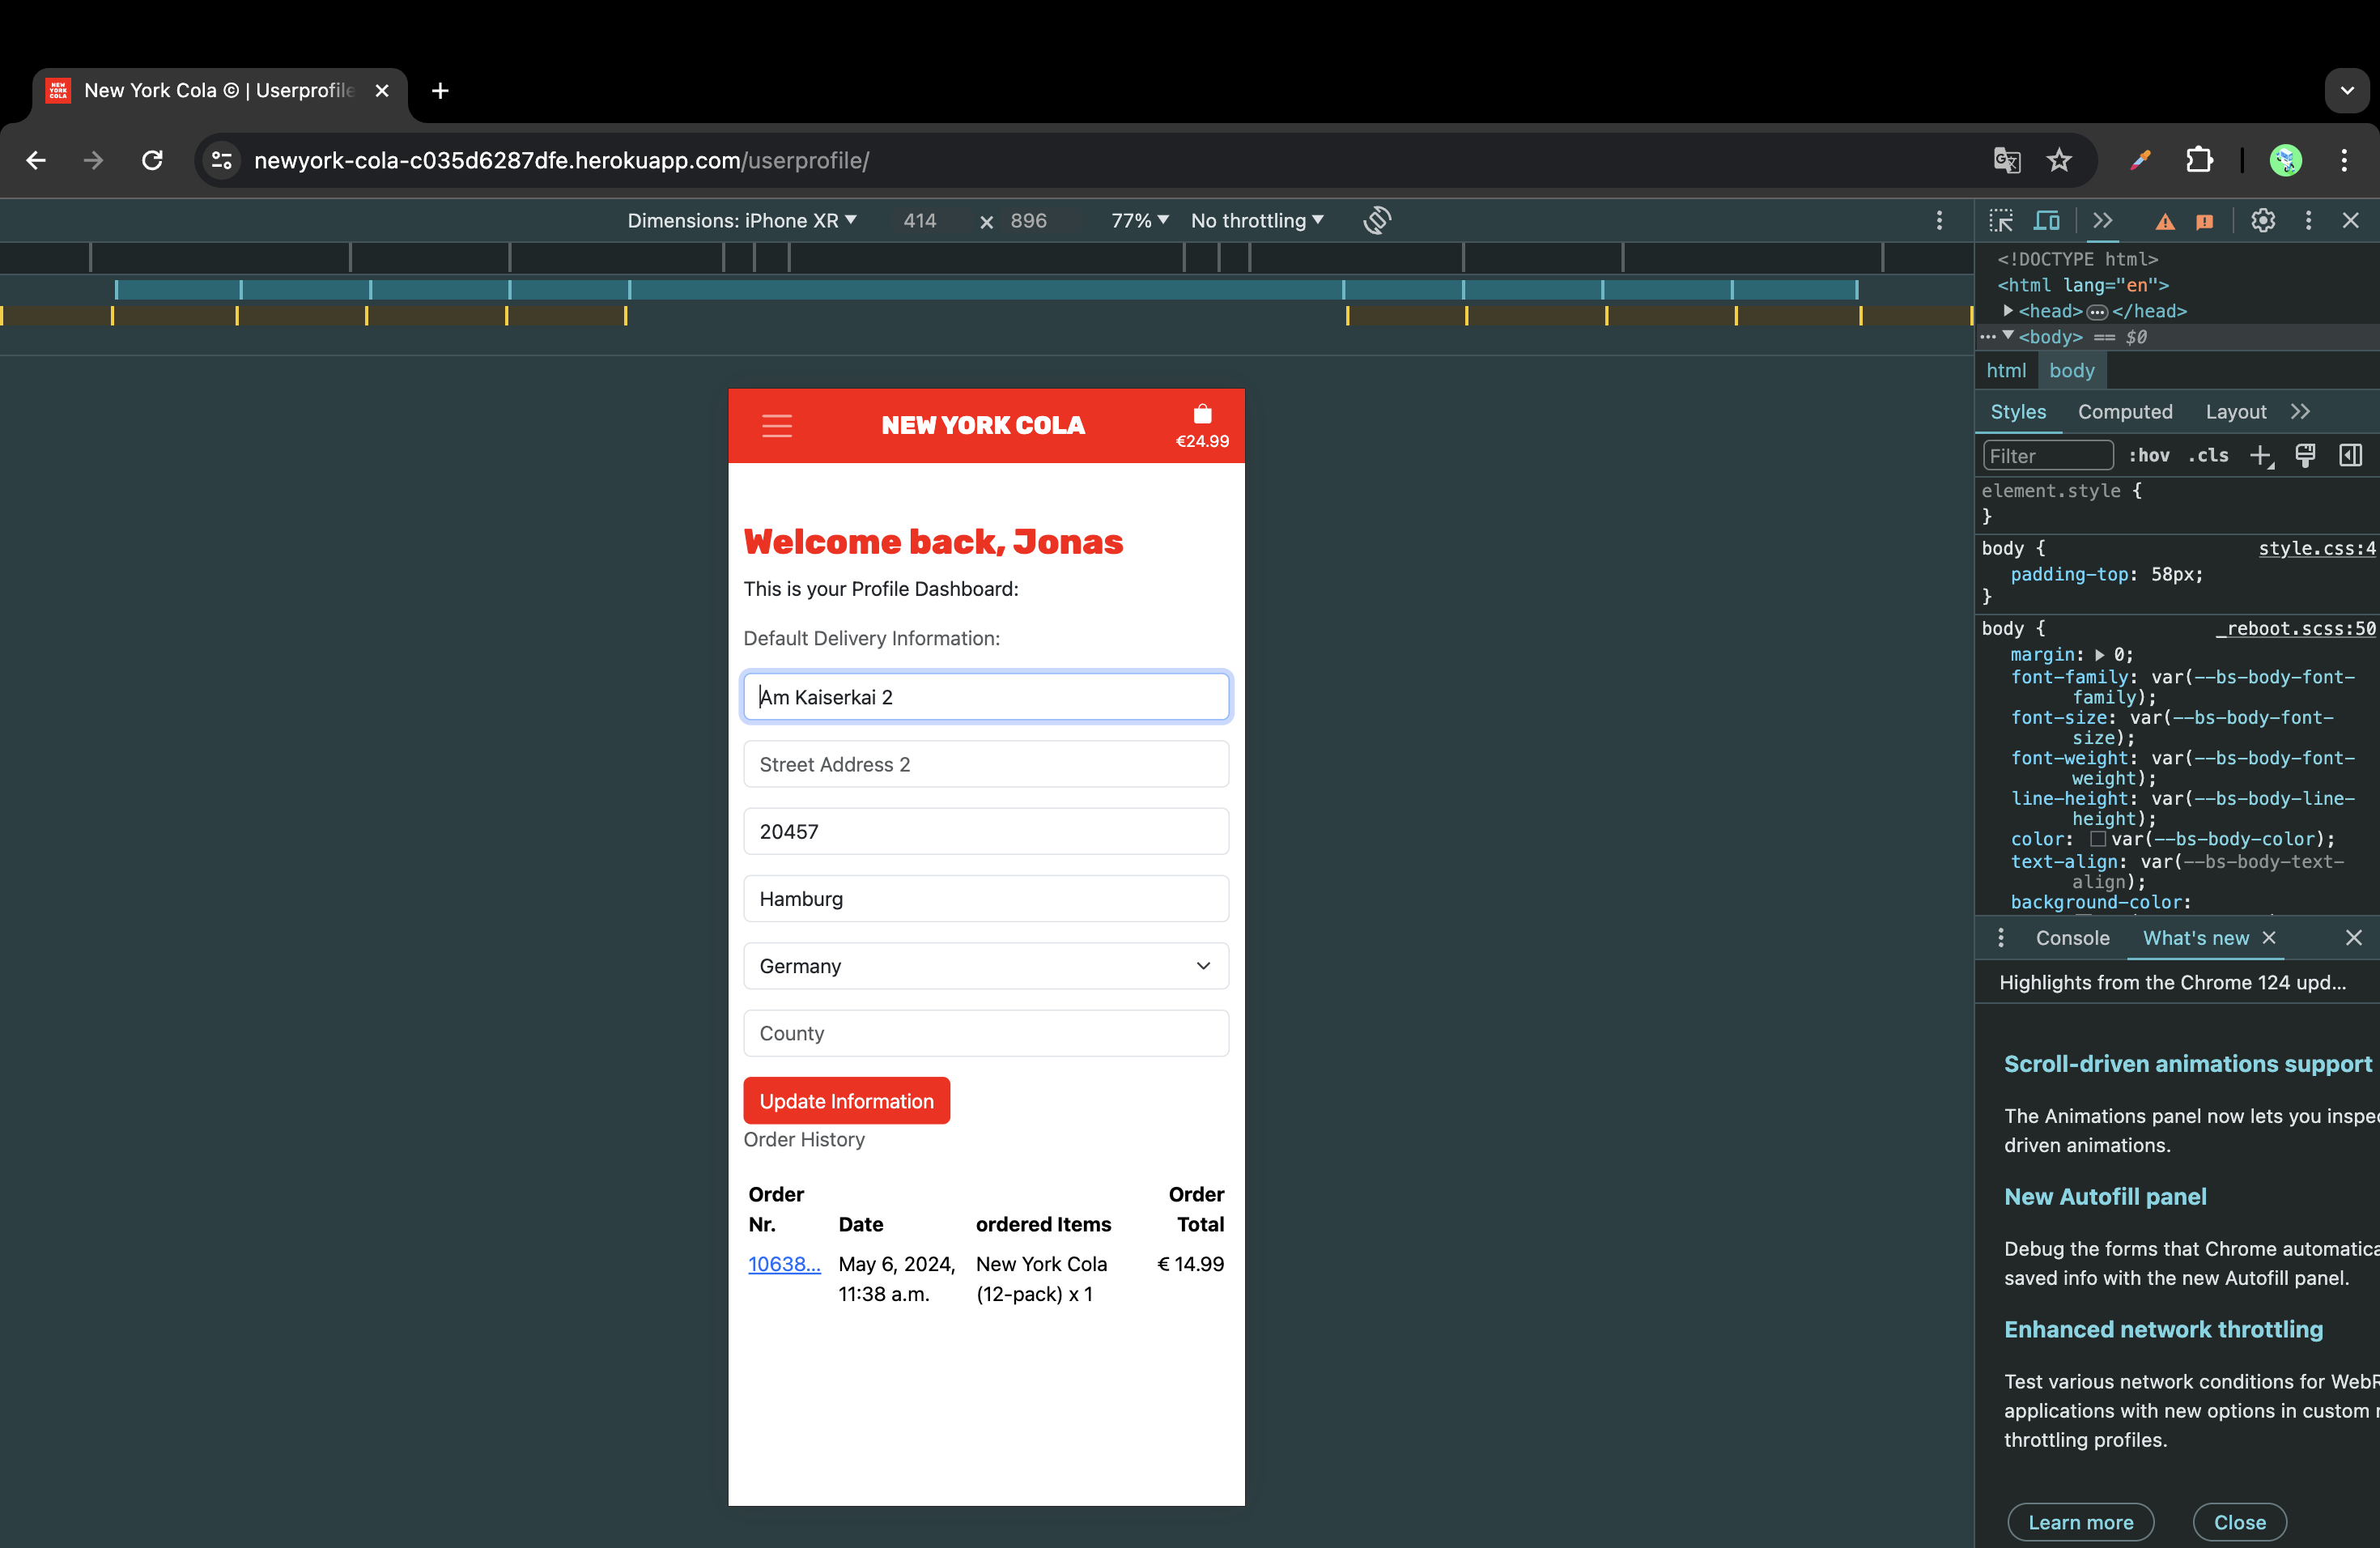 NEW YORK COLA
New York Cola © | Userprofile
newyork-cola-c035d6287dfe.herokuapp.com/userprofile/
Dimensions: iPhone XR 414 × 896 77% No throttling
NEW YORK COLA
€24.99
Welcome back, Jonas
This is your Profile Dashboard:
Default Delivery Information:
Am Kaiserkai 2
Street Address 2
20457
Hamburg
Germany
County
Update Information
Order History
Order Nr. Date ordered Items Order Total
10638... May 6, 2024, New York Cola € 14.99
11:38 a.m. (12-pack) x 1
<!DOCTYPE html>
<html lang="en">
<head>…</head>
… <body> == $0
html body
Styles Computed Layout
Filter :hov .cls
element.style {
}
body { style.css:4
padding-top: 58px;
}
body { _reboot.scss:50
margin: 0;
font-family: var(--bs-body-font-
family);
font-size: var(--bs-body-font-
size);
font-weight: var(--bs-body-font-
weight);
line-height: var(--bs-body-line-
height);
color: var(--bs-body-color);
text-align: var(--bs-body-text-
align);
background-color:
Console What's new
Highlights from the Chrome 124 upd...
Scroll-driven animations support
The Animations panel now lets you inspec
driven animations.
New Autofill panel
Debug the forms that Chrome automatica
saved info with the new Autofill panel.
Enhanced network throttling
Test various network conditions for WebR
applications with new options in custom
throttling profiles.
Learn more Close